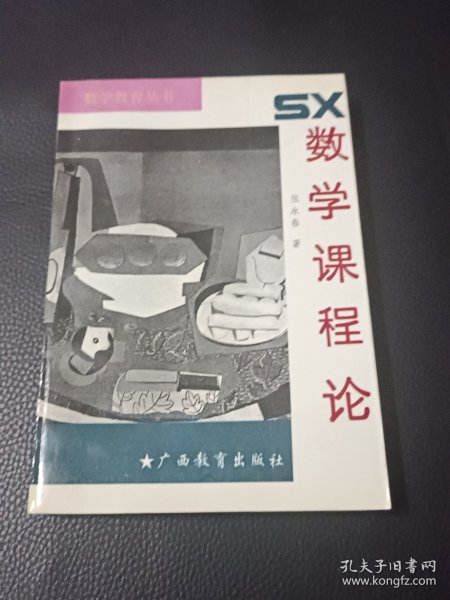 数学教育丛书
SX
数学课程论
张永春 著
★广西教育出版社
孔夫子旧书网
www.kongfz.com